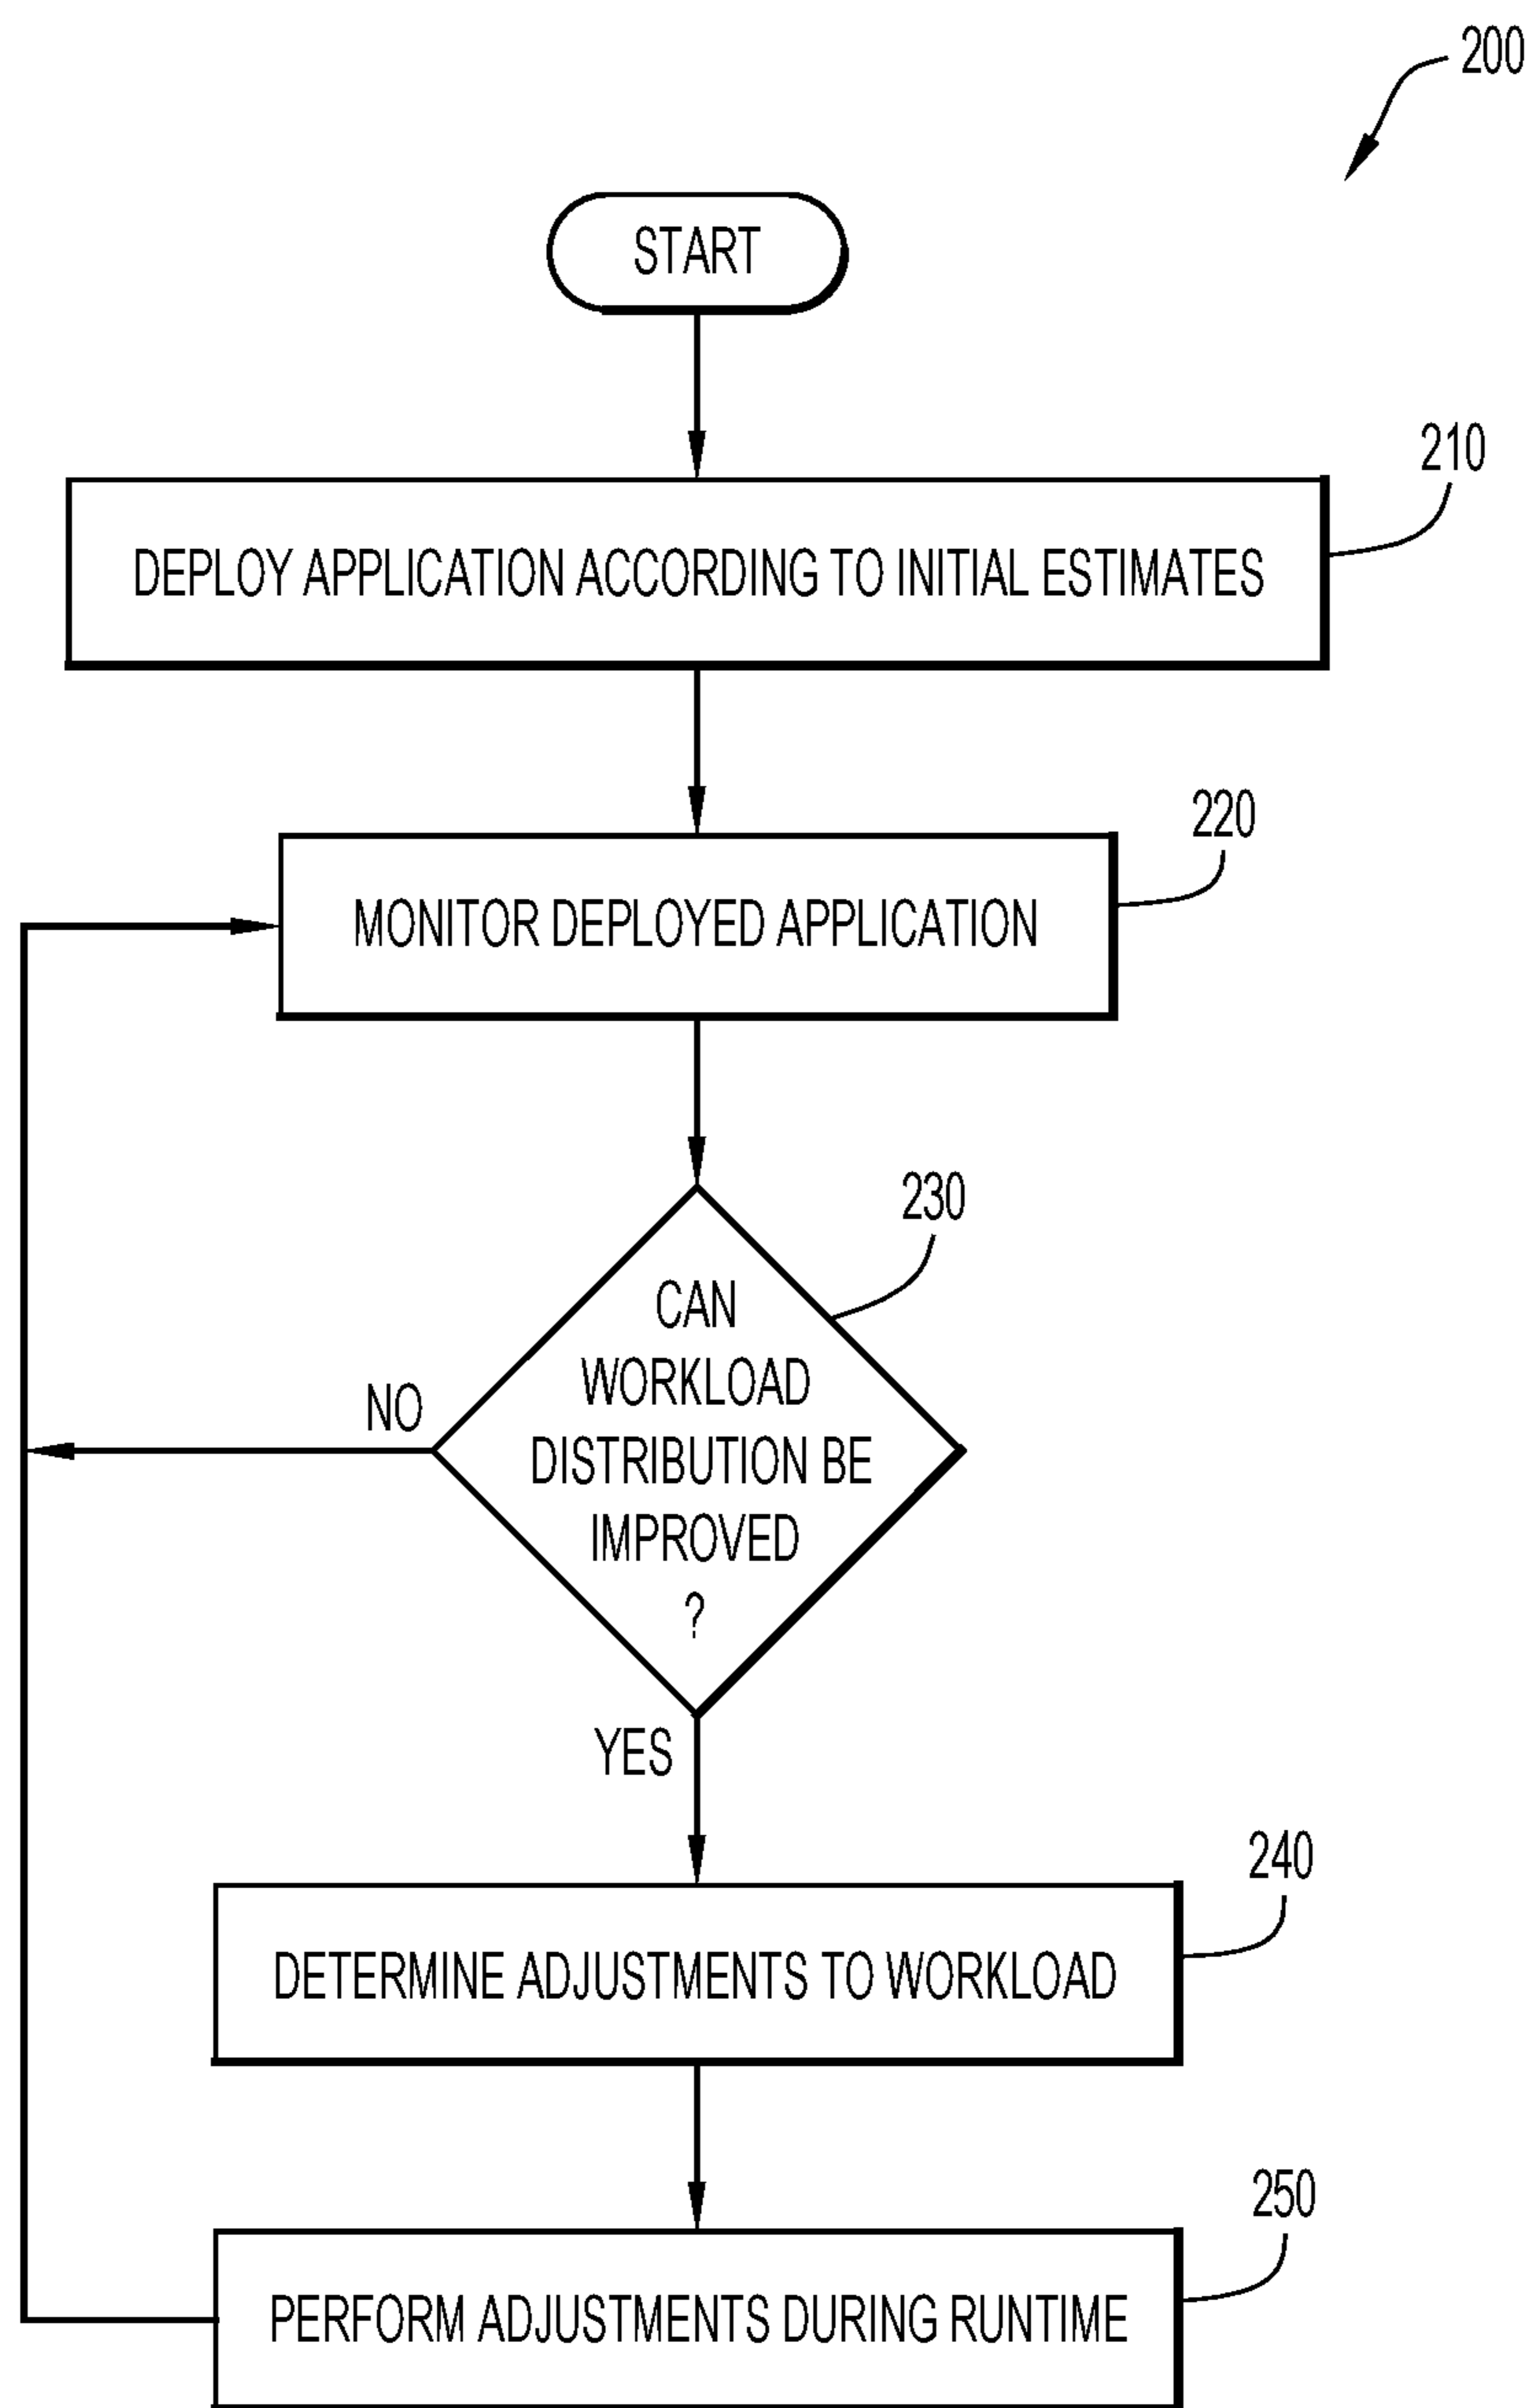 200
START
210
DEPLOY APPLICATION ACCORDING TO INITIAL ESTIMATES
220
MONITOR DEPLOYED APPLICATION
230
CAN
WORKLOAD
DISTRIBUTION BE
IMPROVED
?
NO
YES
240
DETERMINE ADJUSTMENTS TO WORKLOAD
250
PERFORM ADJUSTMENTS DURING RUNTIME